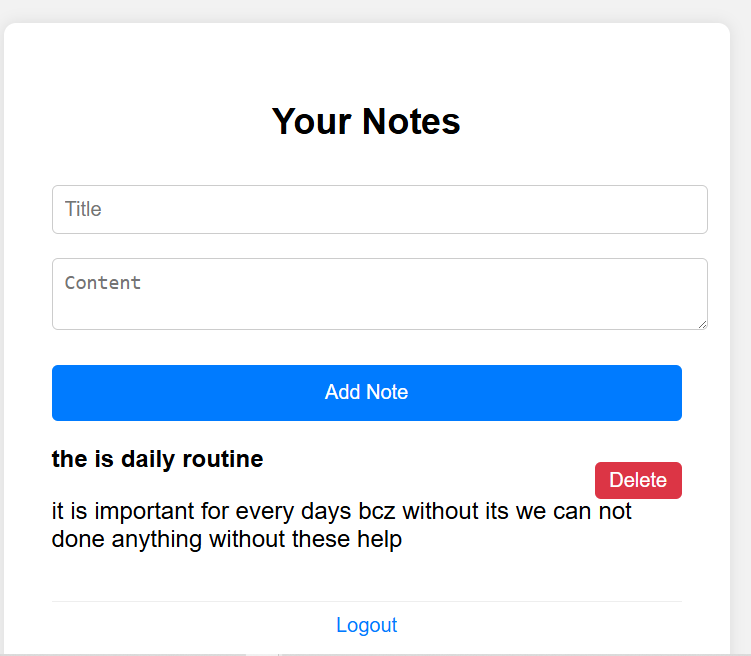 Your Notes
Title
Content
Add Note
the is daily routine
Delete
it is important for every days bcz without its we can not
done anything without these help
Logout